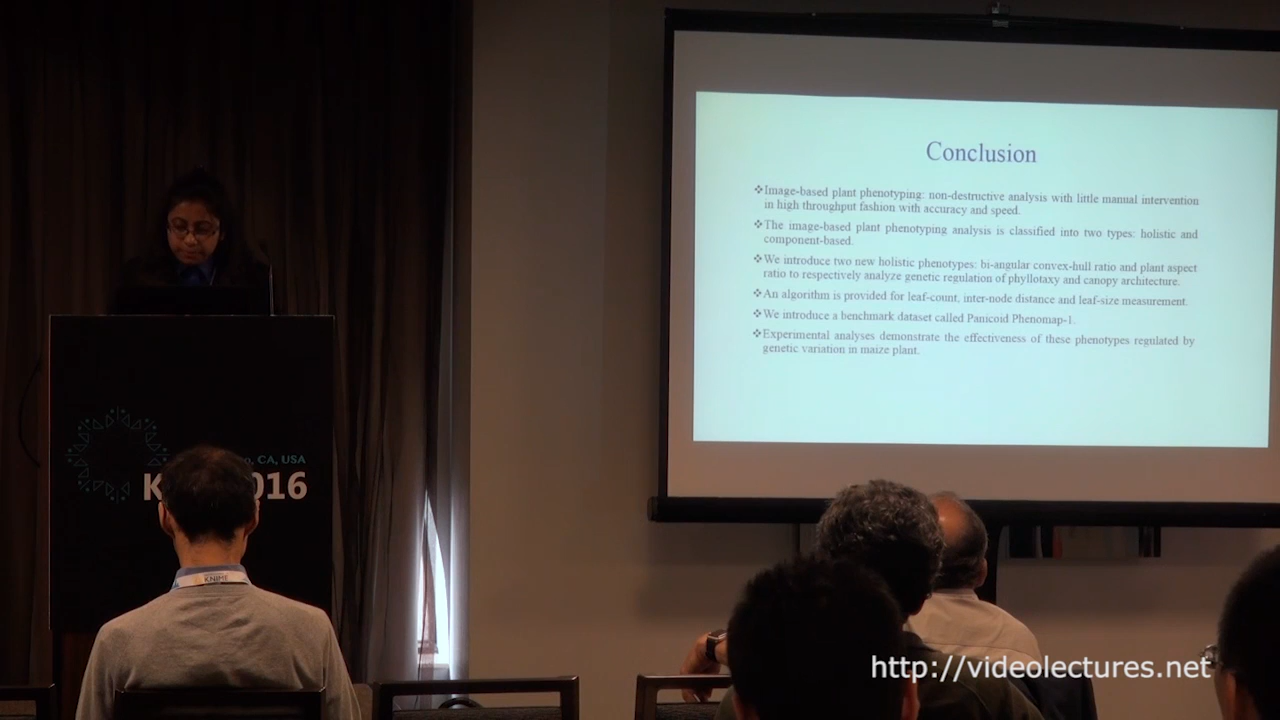 Conclusion
❖Image-based plant phenotyping: non-destructive analysis with little manual intervention
in high throughput fashion with accuracy and speed.
❖The image-based plant phenotyping analysis is classified into two types: holistic and
component-based.
❖We introduce two new holistic phenotypes: bi-angular convex-hull ratio and plant aspect
ratio to respectively analyze genetic regulation of phyllotaxy and canopy architecture.
❖An algorithm is provided for leaf-count, inter-node distance and leaf-size measurement.
❖We introduce a benchmark dataset called Panicoid Phenomap-1.
❖Experimental analyses demonstrate the effectiveness of these phenotypes regulated by
genetic variation in maize plant.
CA, USA
016
KNIME
http://videolectures.net